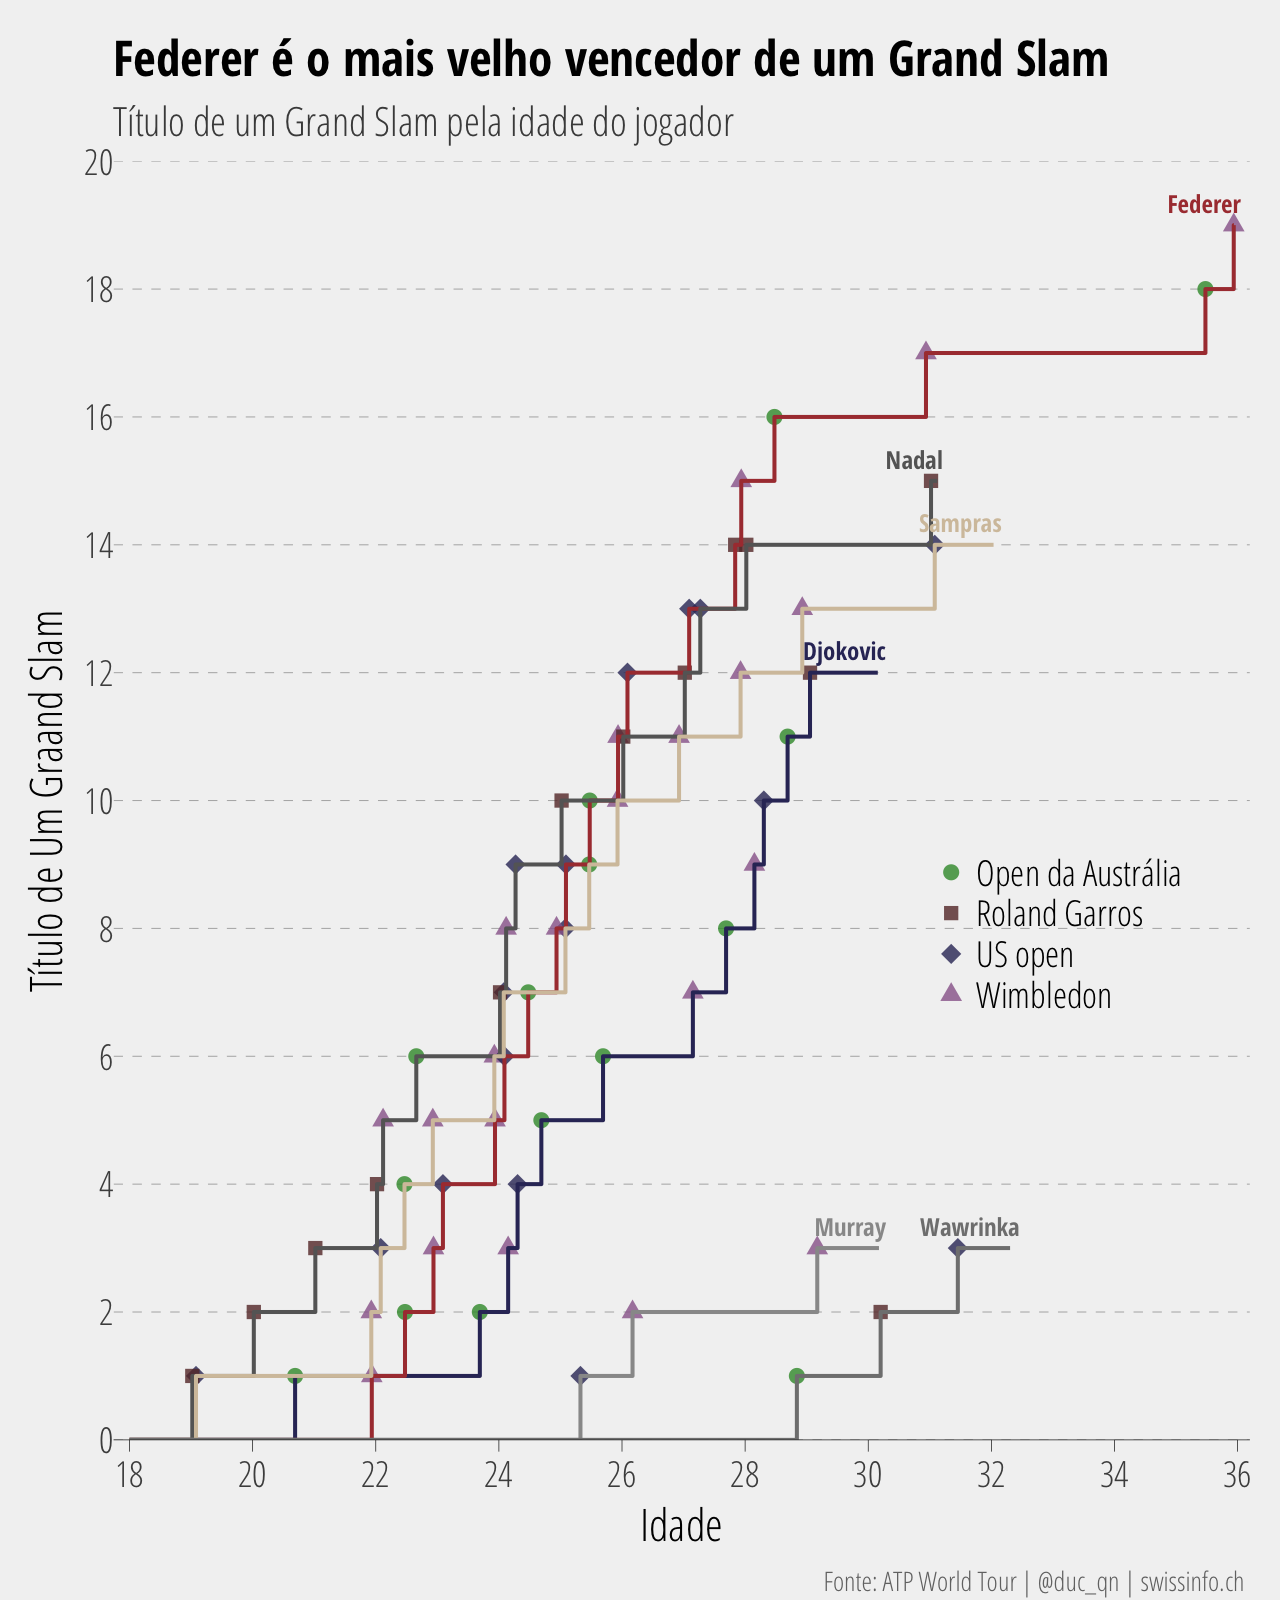 Federer é o mais velho vencedor de um Grand Slam
Título de um Grand Slam pela idade do jogador
20
18
16
14
12
10
8
6
4
2
0
Título de Um Graand Slam
Federer
Nadal
Sampras
Djokovic
Murray
Wawrinka
Open da Austrália
Roland Garros
US open
Wimbledon
18 20 22 24 26 28 30 32 34 36
Idade
Fonte: ATP World Tour | @duc_qn | swissinfo.ch